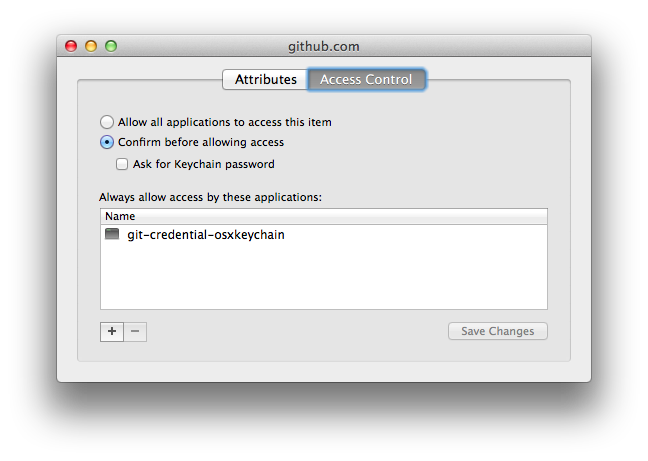 github.com
Attributes Access Control
Allow all applications to access this item
Confirm before allowing access
Ask for Keychain password
Always allow access by these applications:
Name
git-credential-osxkeychain
+ − Save Changes